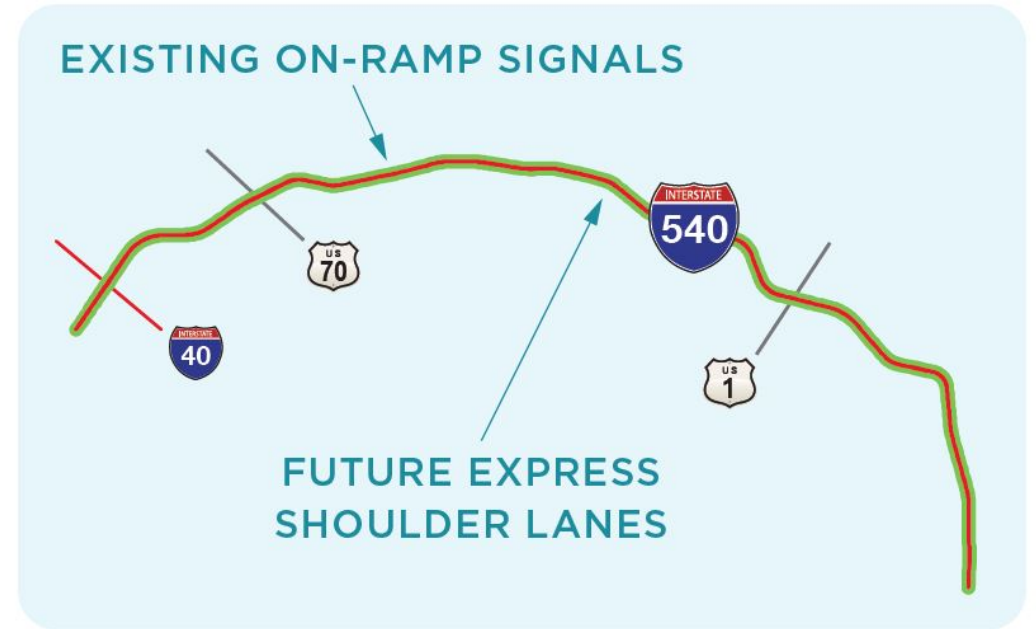 EXISTING ON-RAMP SIGNALS
INTERSTATE
540
US
70
INTERSTATE
40
US
1
FUTURE EXPRESS
SHOULDER LANES